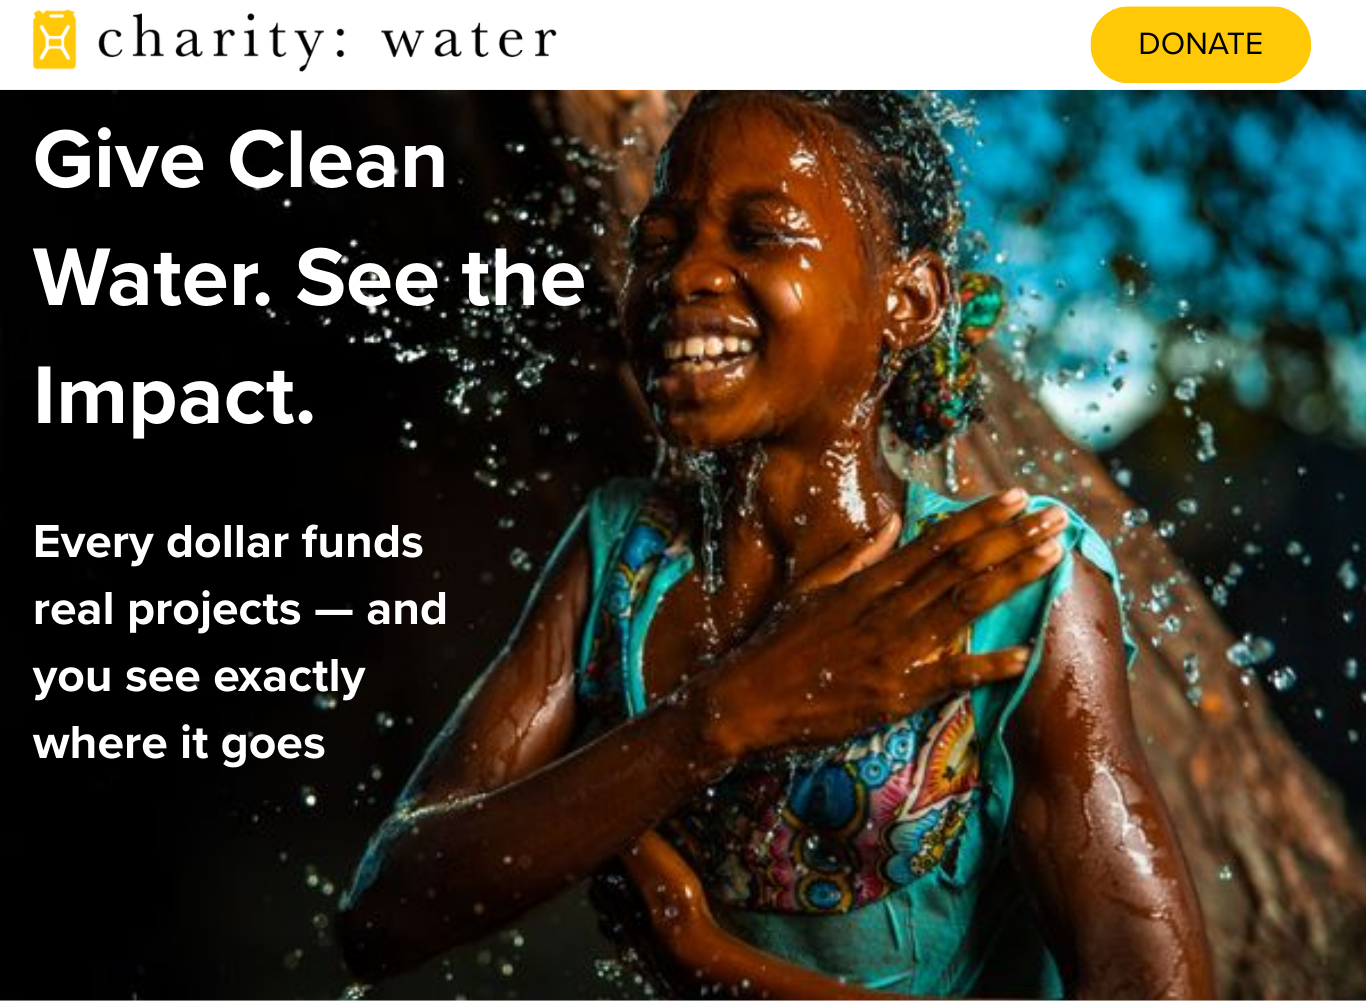 charity: water
DONATE
Give Clean
Water. See the
Impact.
Every dollar funds
real projects — and
you see exactly
where it goes